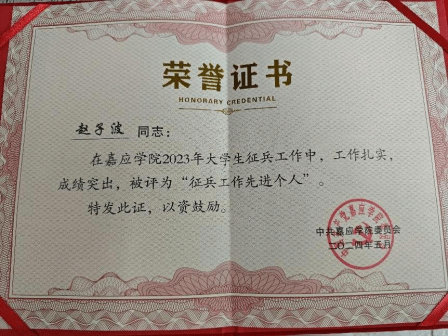 荣誉证书
HONORARY CREDENTIAL
赵子波 同志：
在嘉应学院2023年大学生征兵工作中，工作扎实，
成绩突出，被评为“征兵工作先进个人”。
特发此证，以资鼓励。
中共嘉应学院委员会
二〇二四年五月